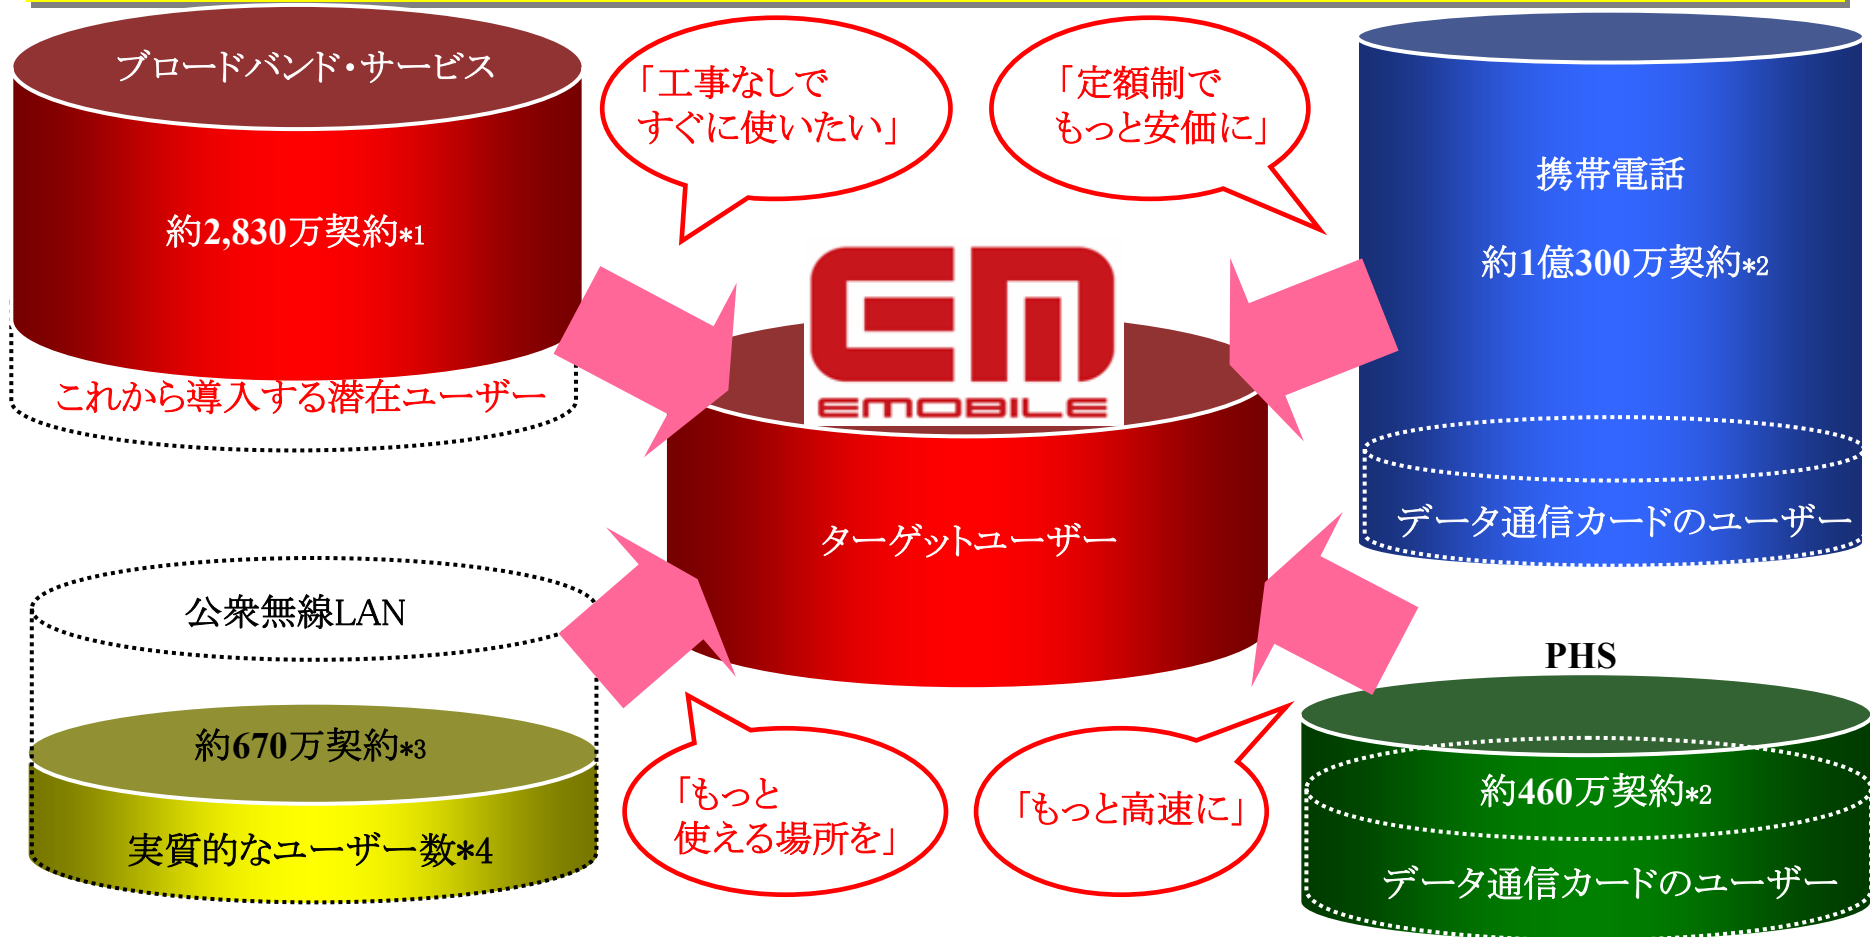 ブロードバンド・サービス
約2,830万契約*1
これから導入する潜在ユーザー
「工事なしで
すぐに使いたい」
「定額制で
もっと安価に」
携帯電話
約1億300万契約*2
データ通信カードのユーザー
EM
EMOBILE
ターゲットユーザー
公衆無線LAN
約670万契約*3
実質的なユーザー数*4
「もっと
使える場所を」
「もっと高速に」
PHS
約460万契約*2
データ通信カードのユーザー